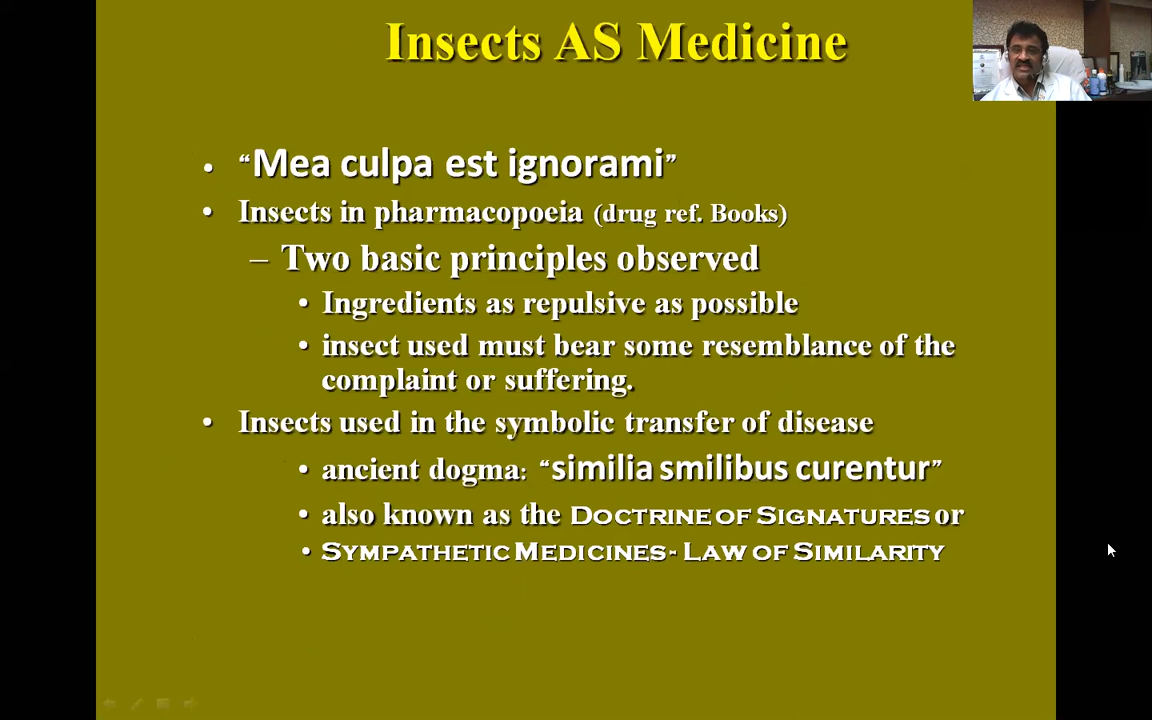 Insects AS Medicine
• “Mea culpa est ignorami”
• Insects in pharmacopoeia (drug ref. Books)
– Two basic principles observed
• Ingredients as repulsive as possible
• insect used must bear some resemblance of the
complaint or suffering.
• Insects used in the symbolic transfer of disease
• ancient dogma: “similia smilibus curentur”
• also known as the DOCTRINE OF SIGNATURES or
• SYMPATHETIC MEDICINES - LAW OF SIMILARITY